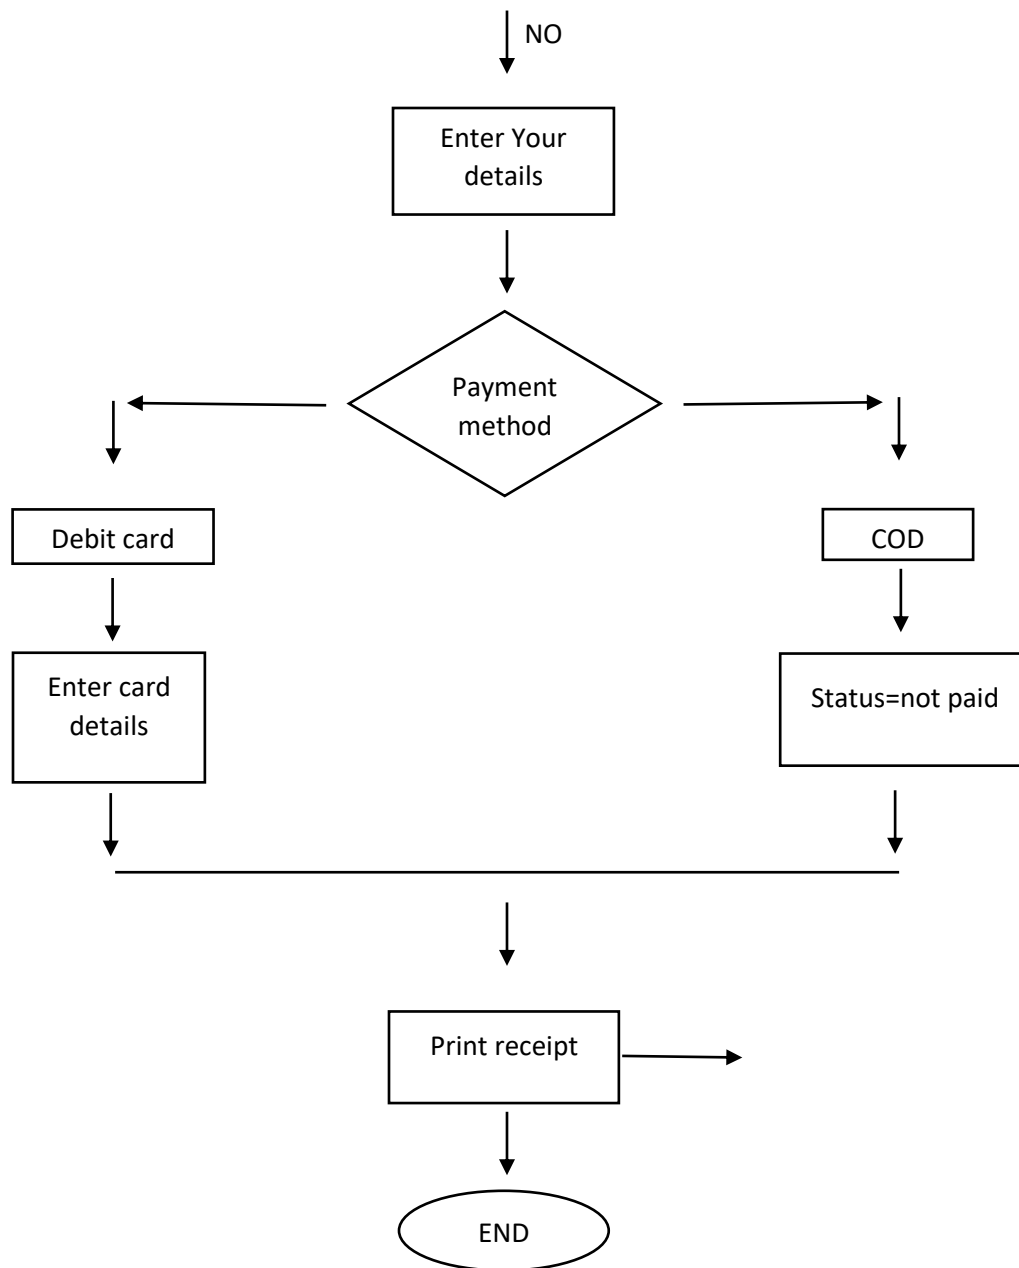 NO
Enter Your
details
Payment
method
Debit card
COD
Enter card
details
Status=not paid
Print receipt
END